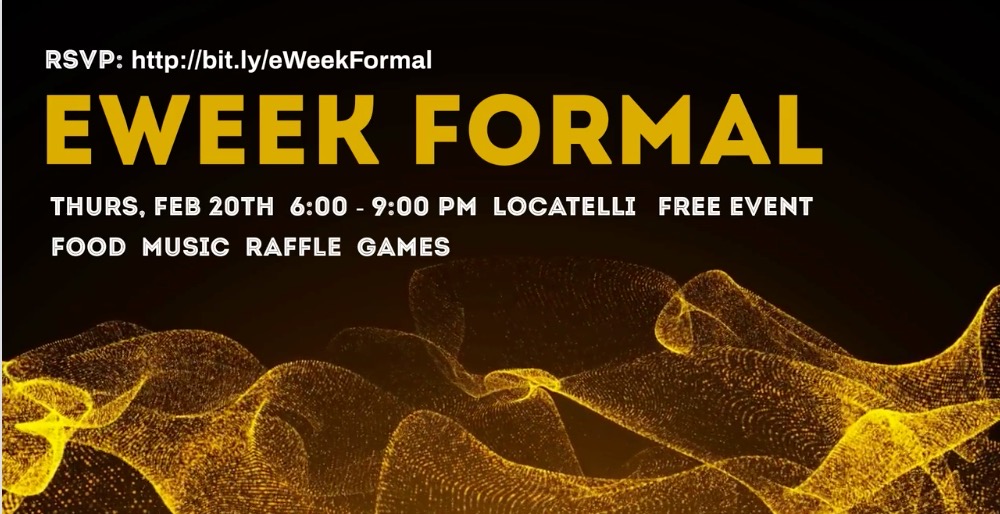 RSVP: http://bit.ly/eWeekFormal
EWEEK FORMAL
THURS, FEB 20TH 6:00 - 9:00 PM LOCATELLI FREE EVENT
FOOD MUSIC RAFFLE GAMES